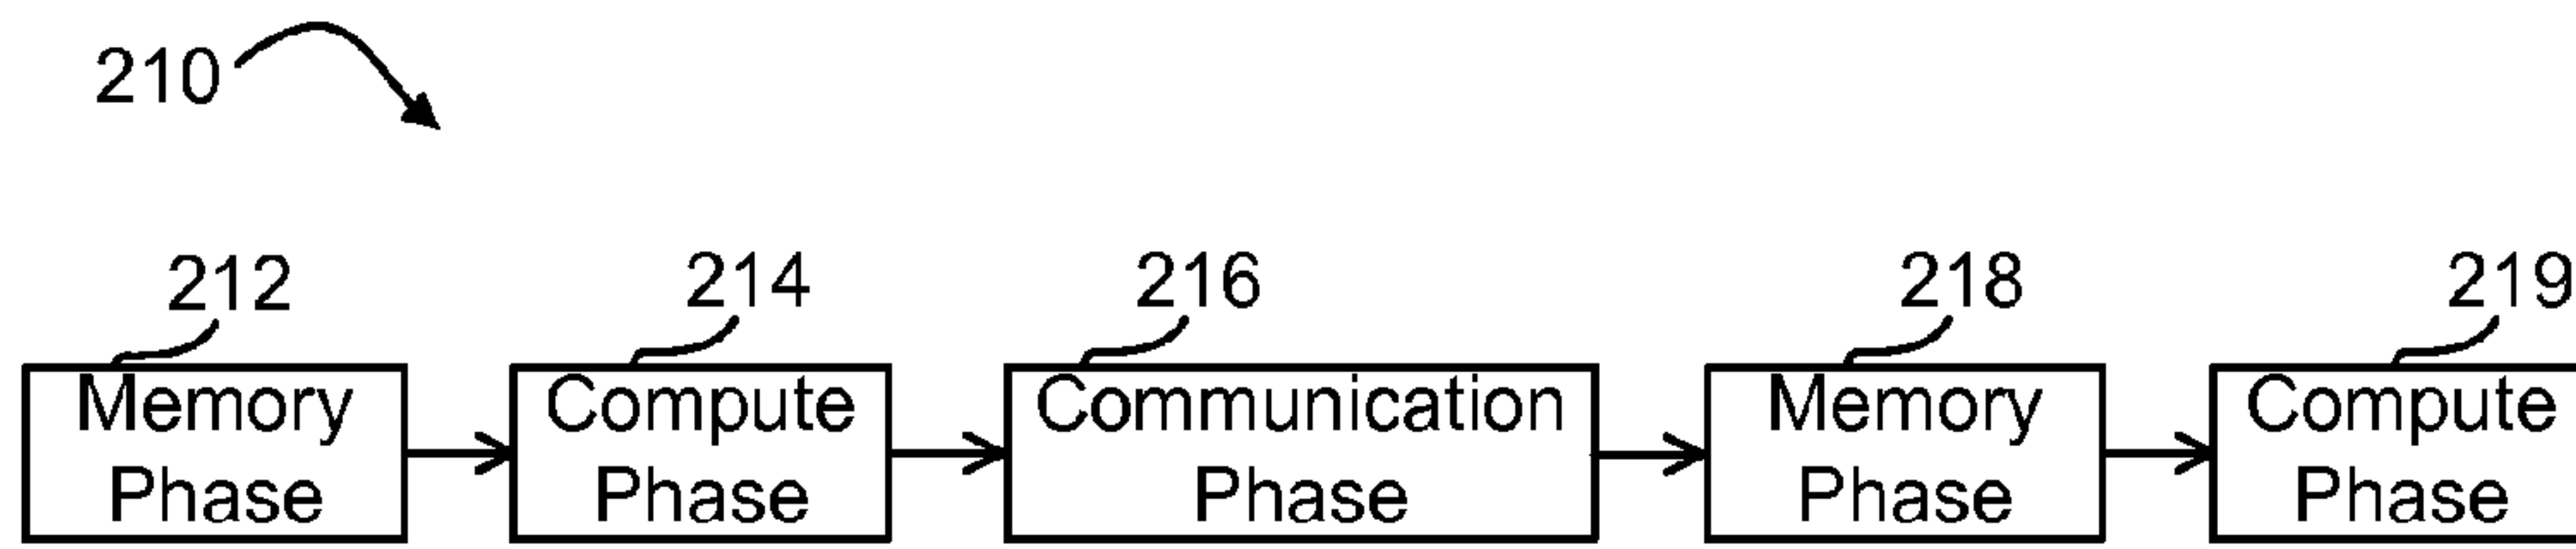 210
212
214
216
218
219
Memory
Phase
Compute
Phase
Communication
Phase
Memory
Phase
Compute
Phase